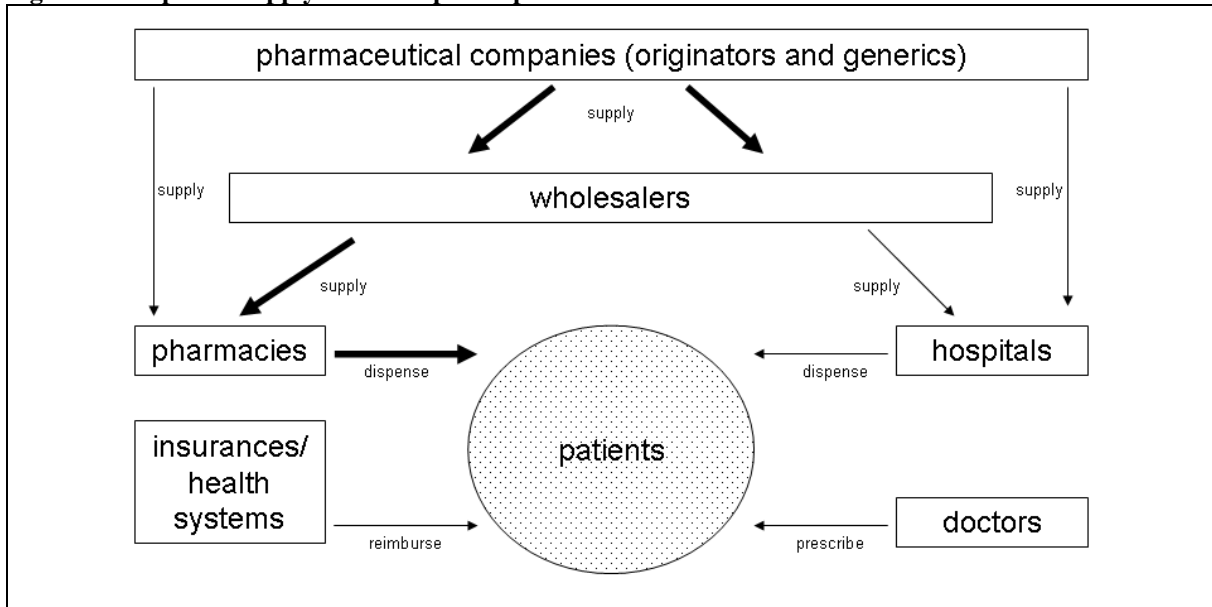 pharmaceutical companies (originators and generics)
supply
supply
supply
wholesalers
supply
supply
pharmacies
hospitals
dispense
dispense
insurances/
health
systems
patients
doctors
reimburse
prescribe